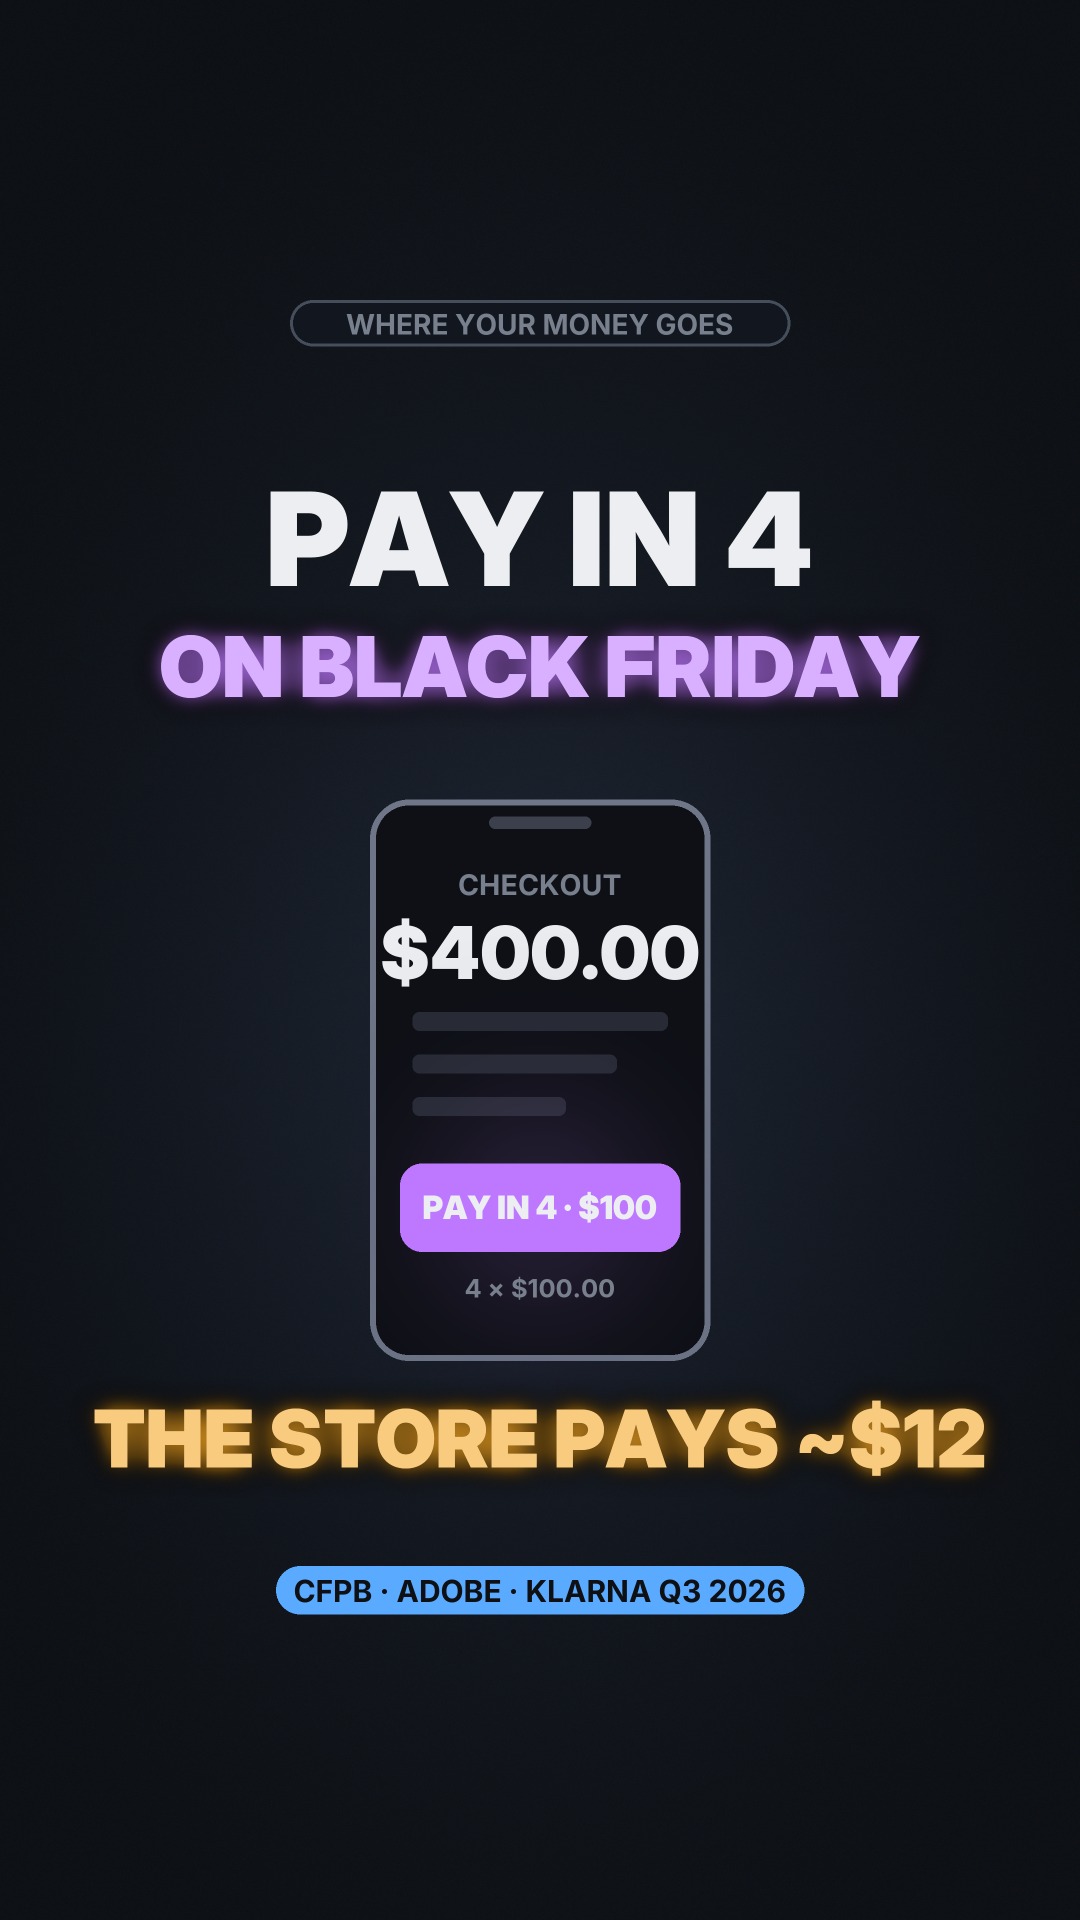 WHERE YOUR MONEY GOES
PAY IN 4
ON BLACK FRIDAY
CHECKOUT
$400.00
PAY IN 4 · $100
4 × $100.00
THE STORE PAYS ~$12
CFPB · ADOBE · KLARNA Q3 2026